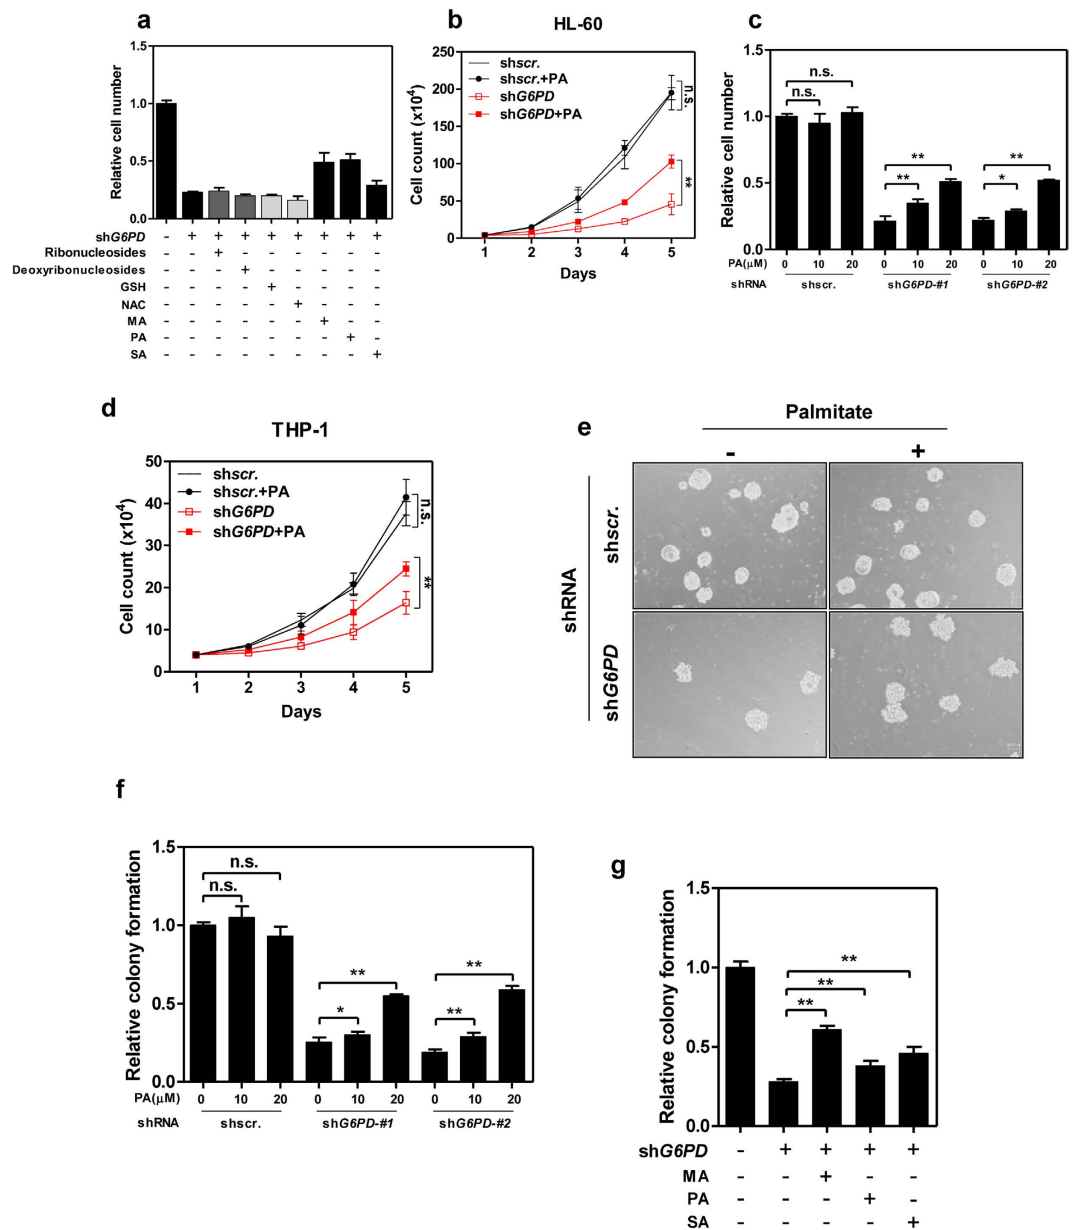 a
Relative cell number
1.5
1.0
0.5
0.0
shG6PD - + + + + + + + +
Ribonucleosides - - + - - - - - -
Deoxyribonucleosides - - - + - - - - -
GSH - - - - + - - - -
NAC - - - - - + - - -
MA - - - - - - + - -
PA - - - - - - - + -
SA - - - - - - - - +
b
HL-60
Cell count (x10⁴)
250
200
150
100
50
0
shscr.
shscr.+PA
shG6PD
shG6PD+PA
n.s.
**
1 2 3 4 5
Days
c
Relative cell number
1.5
1.0
0.5
0.0
n.s.
n.s.
**
**
**
*
PA(μM) 0 10 20 0 10 20 0 10 20
shRNA shscr. shG6PD-#1 shG6PD-#2
d
THP-1
Cell count (x10⁴)
50
40
30
20
10
0
shscr.
shscr.+PA
shG6PD
shG6PD+PA
n.s.
**
1 2 3 4 5
Days
e
Palmitate
- +
shRNA
shscr.
shG6PD
f
Relative colony formation
1.5
1.0
0.5
0.0
n.s.
n.s.
**
*
**
**
PA(μM) 0 10 20 0 10 20 0 10 20
shRNA shscr. shG6PD-#1 shG6PD-#2
g
Relative colony formation
1.5
1.0
0.5
0.0
**
**
**
shG6PD - + + + +
MA - - + - -
PA - - - + -
SA - - - - +